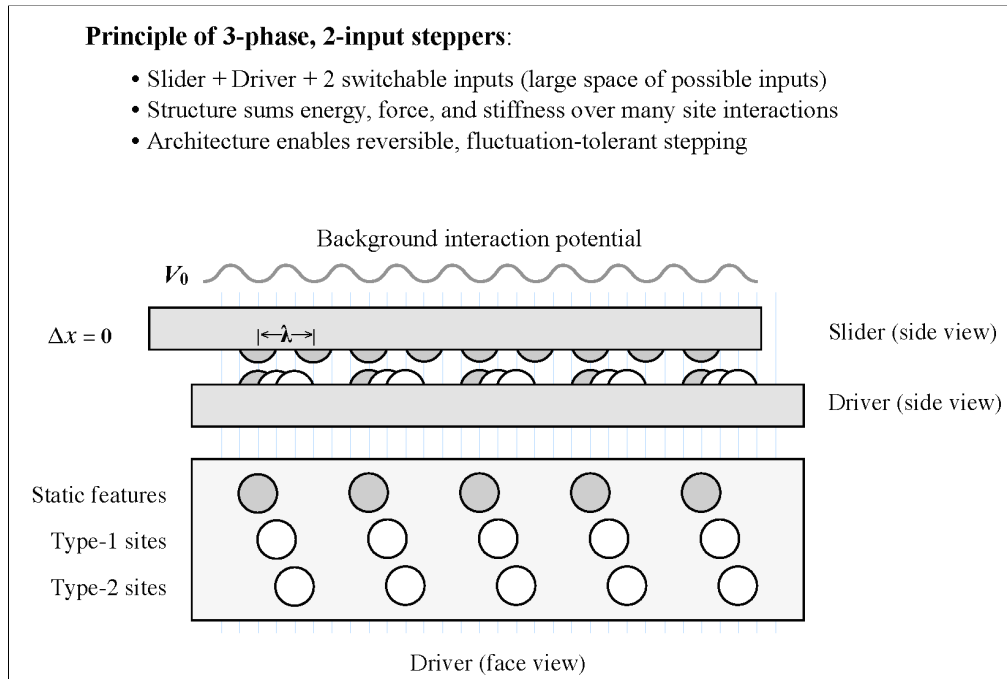 Principle of 3-phase, 2-input steppers:
• Slider + Driver + 2 switchable inputs (large space of possible inputs)
• Structure sums energy, force, and stiffness over many site interactions
• Architecture enables reversible, fluctuation-tolerant stepping
Background interaction potential
V₀
Δx = 0
λ
Slider (side view)
Driver (side view)
Static features
Type-1 sites
Type-2 sites
Driver (face view)